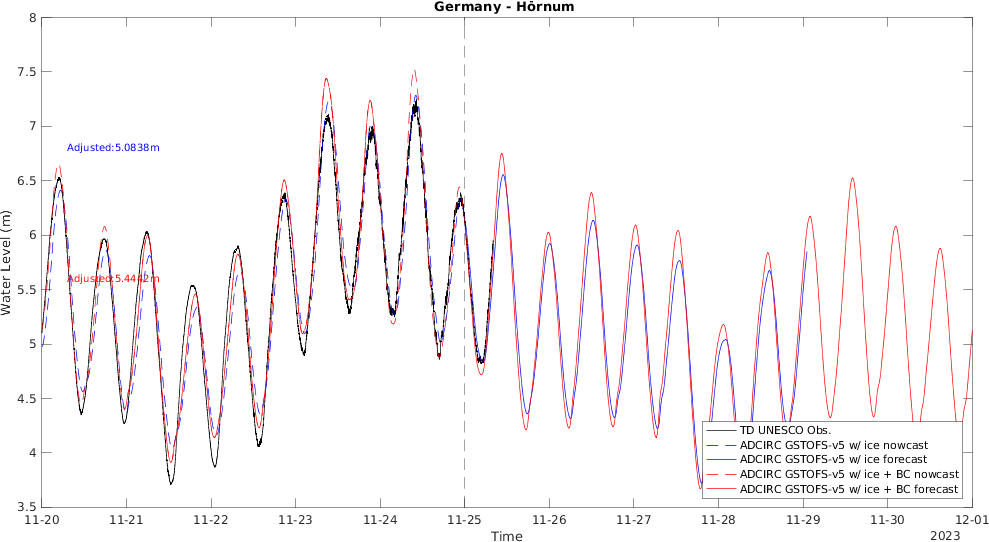 Germany - Hörnum
8
7.5
7
6.5
6
5.5
5
4.5
4
3.5
Water Level (m)
Adjusted:5.0838m
Adjusted:5.4442m
TD UNESCO Obs.
ADCIRC GSTOFS-v5 w/ ice nowcast
ADCIRC GSTOFS-v5 w/ ice forecast
ADCIRC GSTOFS-v5 w/ ice + BC nowcast
ADCIRC GSTOFS-v5 w/ ice + BC forecast
11-20 11-21 11-22 11-23 11-24 11-25 11-26 11-27 11-28 11-29 11-30 12-01
Time
2023